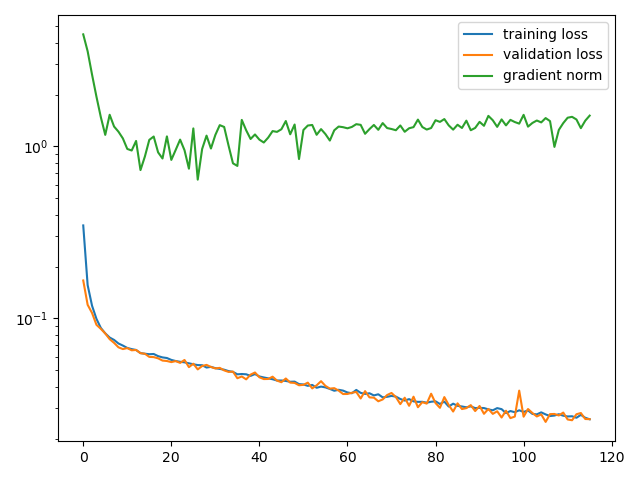 training loss
validation loss
gradient norm
10⁰
10⁻¹
0 20 40 60 80 100 120